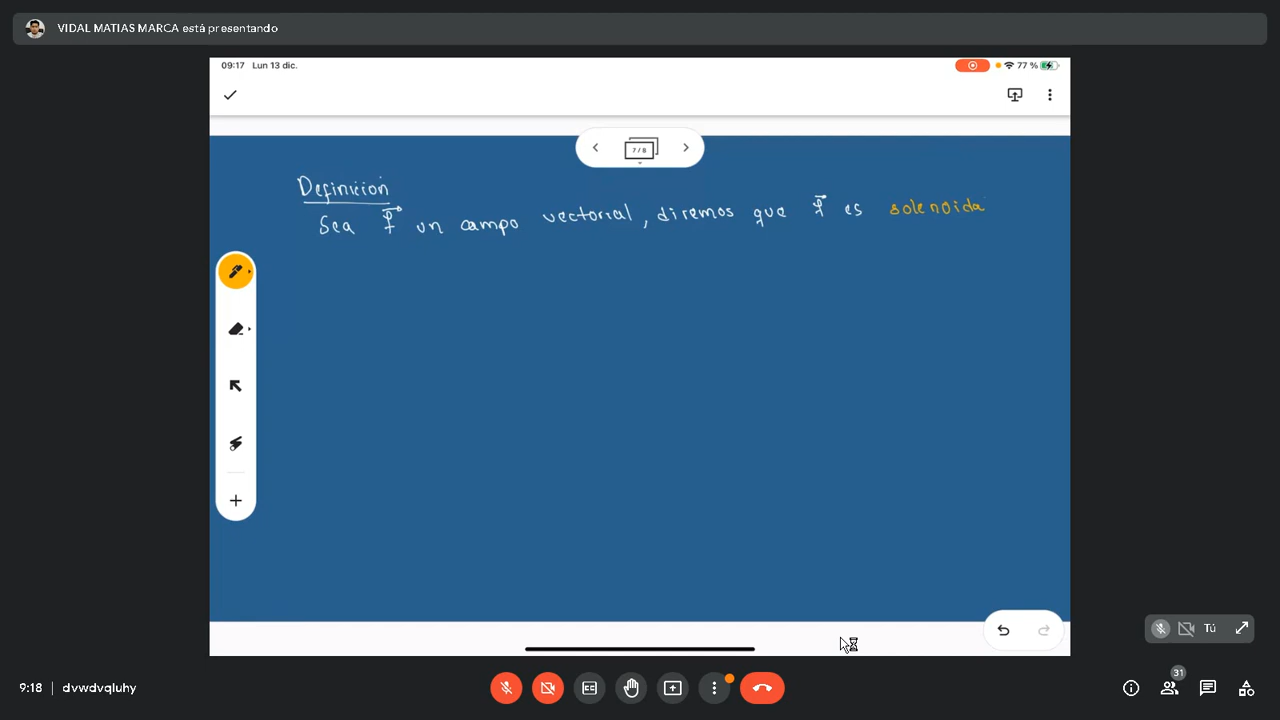 VIDAL MATIAS MARCA está presentando
09:17 Lun 13 dic.
77 %
7/8
Definición
Sea f⃗ un campo vectorial, diremos que f⃗ es solenoida
Tú
31
9:18 dvwdvqluhy